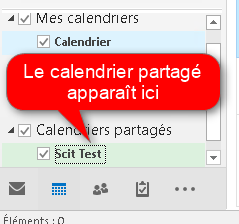 Mes calendriers
Calendrier
Le calendrier partagé
apparaît ici
Calendriers partagés
Scit Test
Éléments : 0